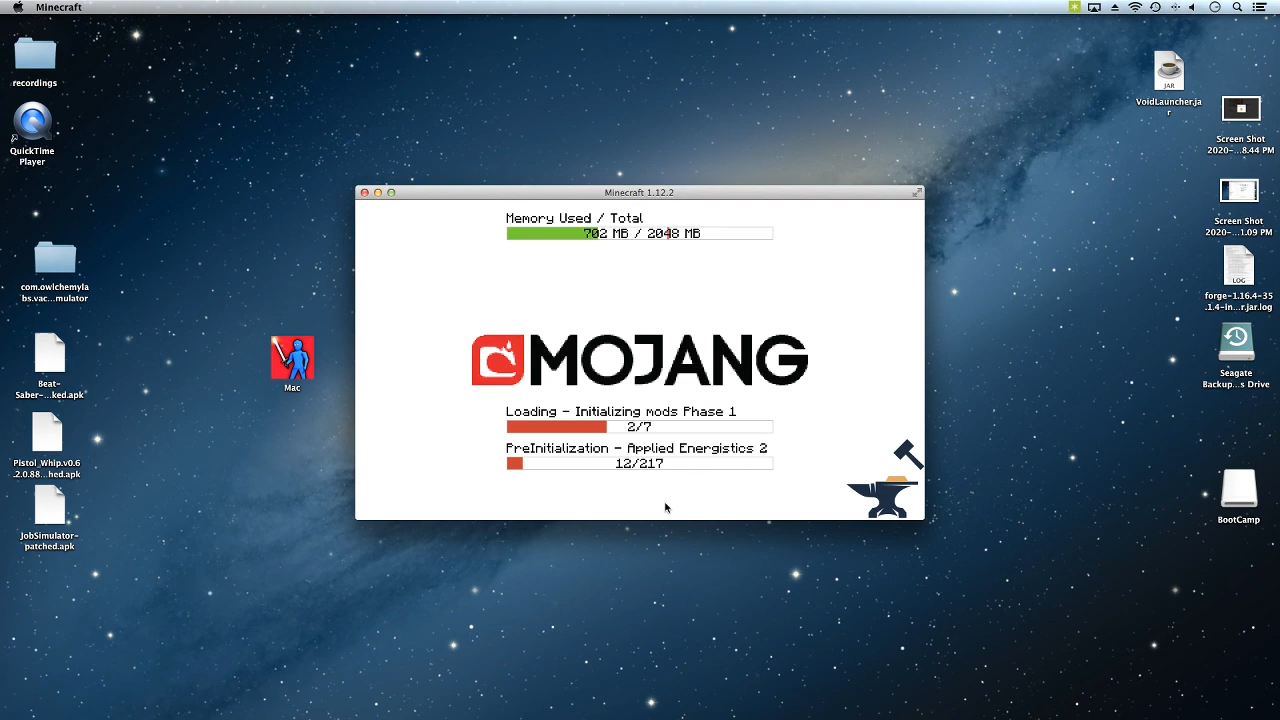 Minecraft
recordings
QuickTime
Player
com.owlchemyla
bs.vac...mulator
Beat-
Saber-...ked.apk
Pistol_Whip.v0.6
.2.0.88...hed.apk
JobSimulator-
patched.apk
Mac
Minecraft 1.12.2
Memory Used / Total
702 MB / 2048 MB
MOJANG
Loading - Initializing mods Phase 1
2/7
PreInitialization - Applied Energistics 2
12/217
JAR
VoidLauncher.ja
r
Screen Shot
2020-...8.44 PM
Screen Shot
2020-...1.09 PM
LOG
forge-1.16.4-35
.1.4-in...r.jar.log
Seagate
Backup...s Drive
BootCamp